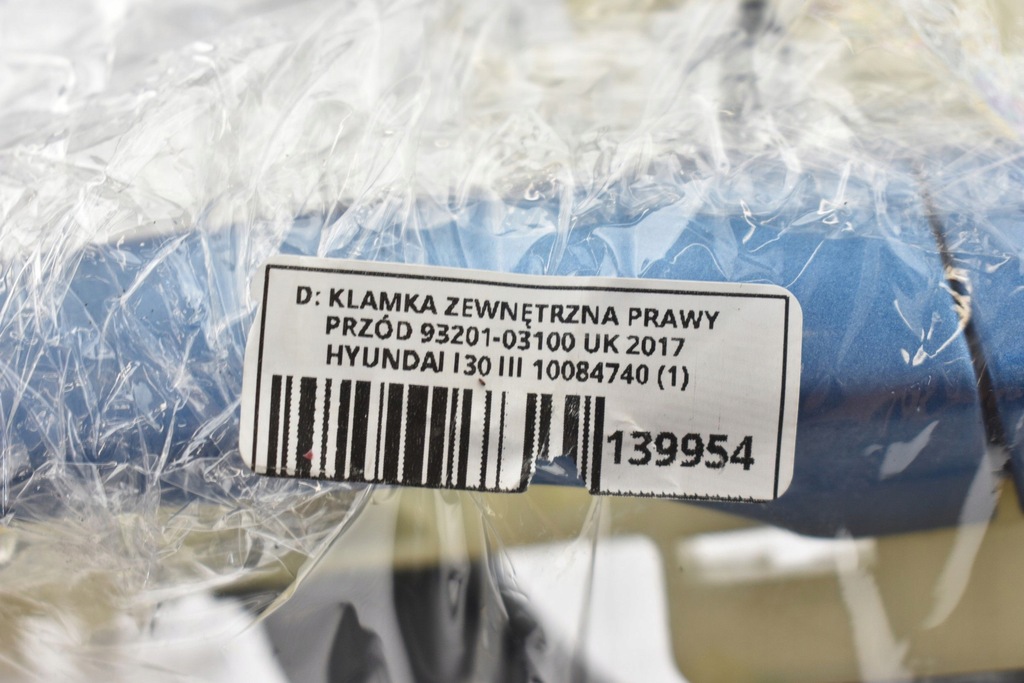 D: KLAMKA ZEWNĘTRZNA PRAWY
PRZÓD 93201-03100 UK 2017
HYUNDAI I30 III 10084740 (1)
139954